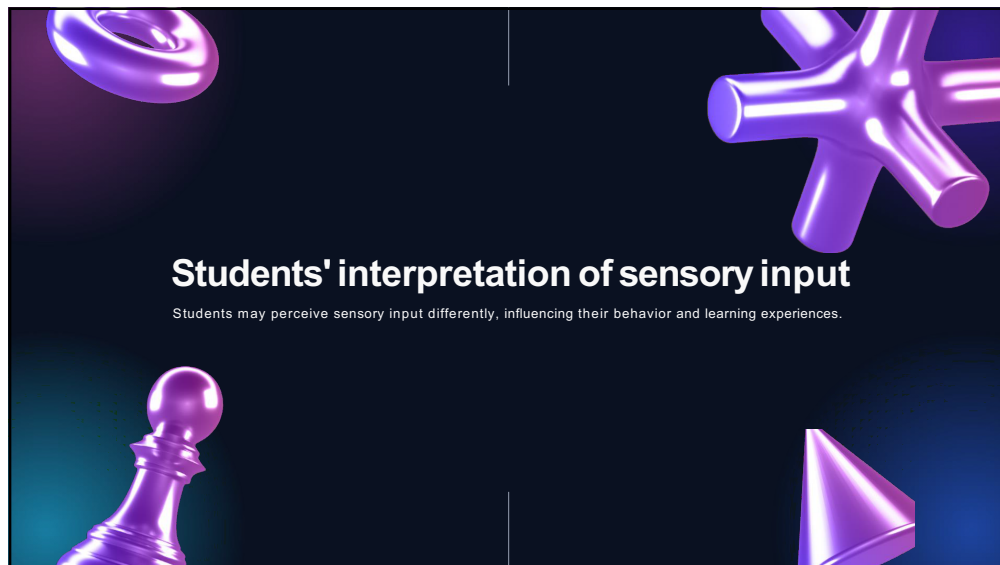 Students' interpretation of sensory input
Students may perceive sensory input differently, influencing their behavior and learning experiences.